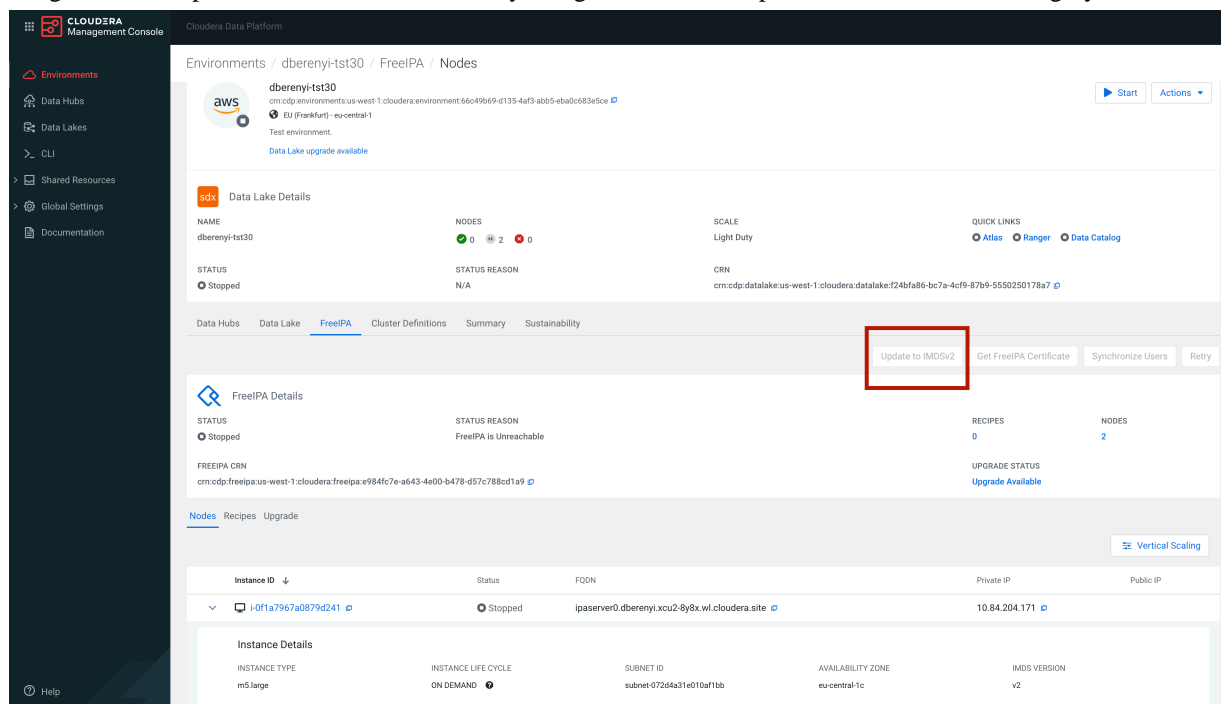 CLOUDERA
Management Console
Cloudera Data Platform
Environments
Data Hubs
Data Lakes
CLI
Shared Resources
Global Settings
Documentation
Help
Environments / dberenyi-tst30 / FreeIPA / Nodes
aws
dberenyi-tst30
crn:cdp:environments:us-west-1:cloudera:environment:66c49b69-d135-4af3-abb5-eba0c683e5ce
EU (Frankfurt) - eu-central-1
Test environment.
Data Lake upgrade available
Start Actions
sdx Data Lake Details
NAME NODES SCALE QUICK LINKS
dberenyi-tst30 0 2 0 Light Duty Atlas Ranger Data Catalog
STATUS STATUS REASON CRN
Stopped N/A crn:cdp:datalake:us-west-1:cloudera:datalake:f24bfa86-bc7a-4cf9-87b9-5550250178a7
Data Hubs Data Lake FreeIPA Cluster Definitions Summary Sustainability
Update to IMDSv2 Get FreeIPA Certificate Synchronize Users Retry
FreeIPA Details
STATUS STATUS REASON RECIPES NODES
Stopped FreeIPA is Unreachable 0 2
FREEIPA CRN UPGRADE STATUS
crn:cdp:freeipa:us-west-1:cloudera:freeipa:e984fc7e-a643-4e00-b478-d57c788cd1a9 Upgrade Available
Nodes Recipes Upgrade
Vertical Scaling
Instance ID Status FQDN Private IP Public IP
i-0f1a7967a0879d241 Stopped ipaserver0.dberenyi.xcu2-8y8x.wl.cloudera.site 10.84.204.171
Instance Details
INSTANCE TYPE INSTANCE LIFE CYCLE SUBNET ID AVAILABILITY ZONE IMDS VERSION
m5.large ON DEMAND subnet-072d4a31e010af1bb eu-central-1c v2